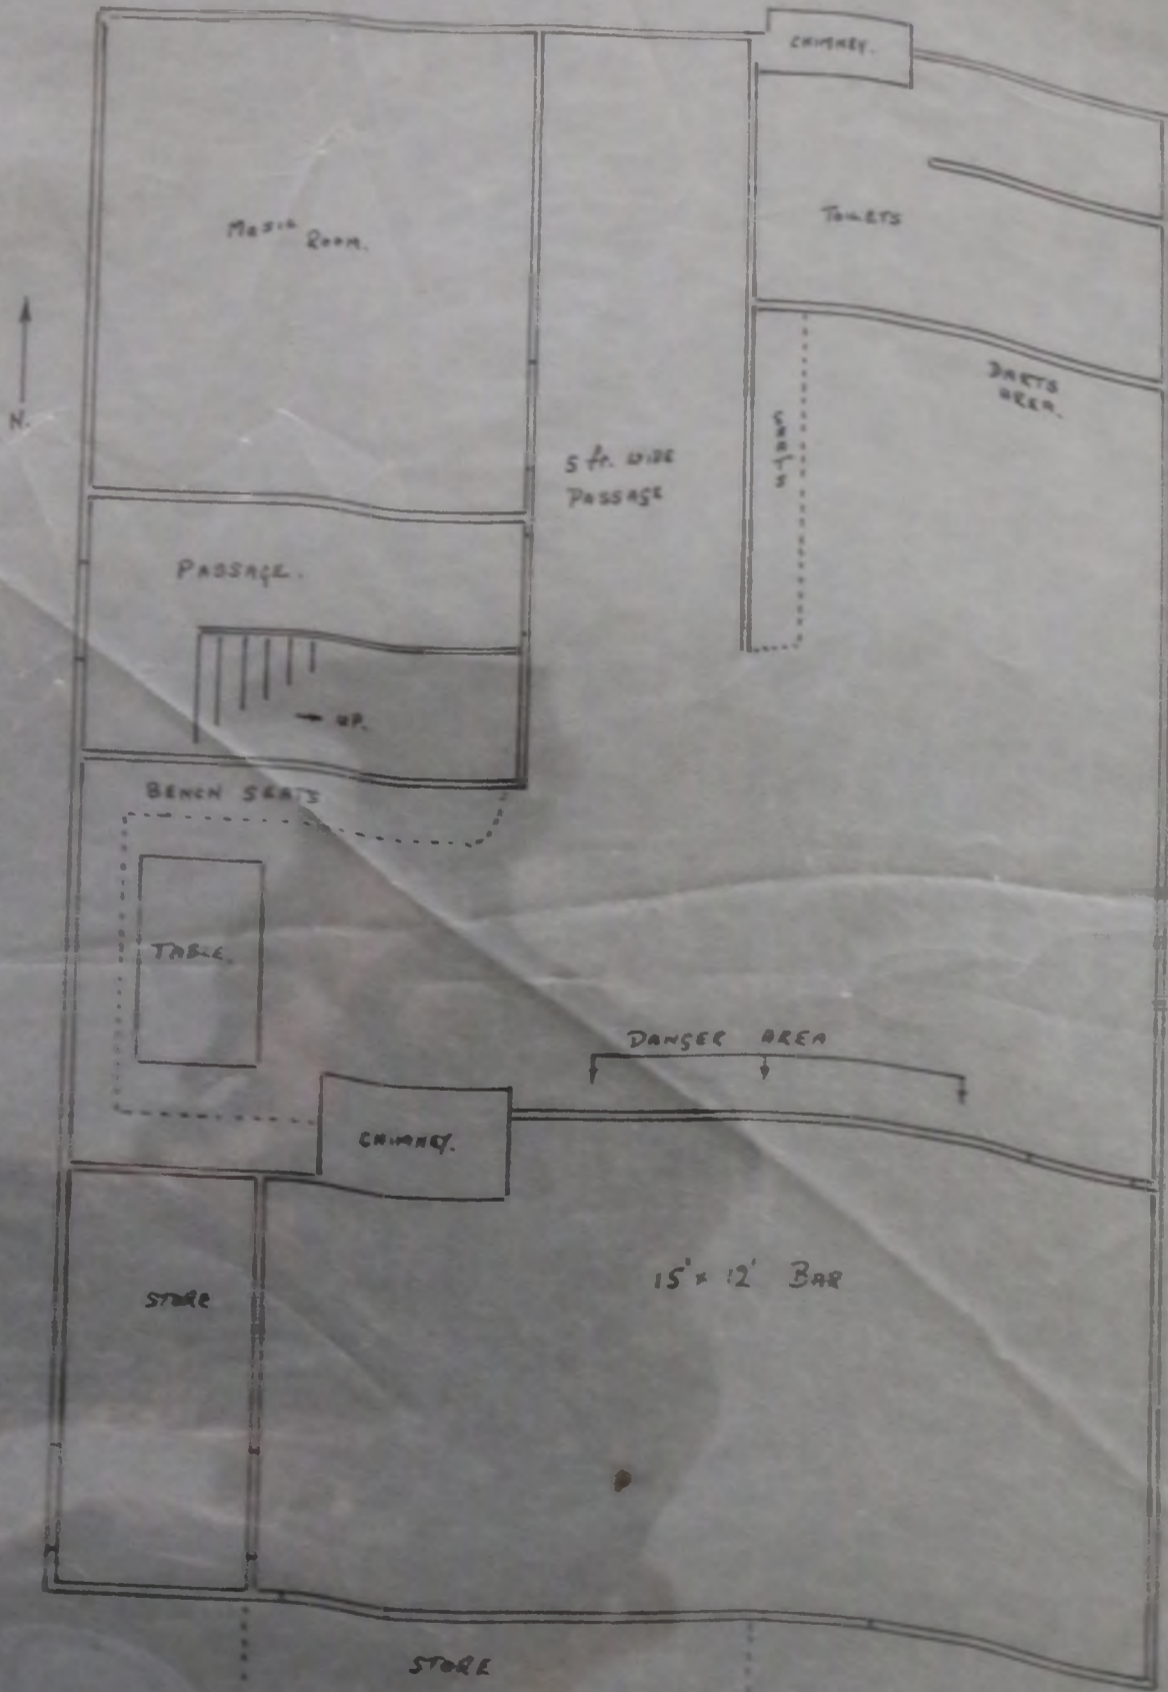 CHIMNEY.
MUSIC ROOM.
TOILETS
N.
DARTS
AREA.
SEATS
5 ft. WIDE
PASSAGE
PASSAGE.
→ UP.
BENCH SEATS
TABLE.
DANGER AREA
CHIMNEY.
15' x 12' BAR
STORE
STORE